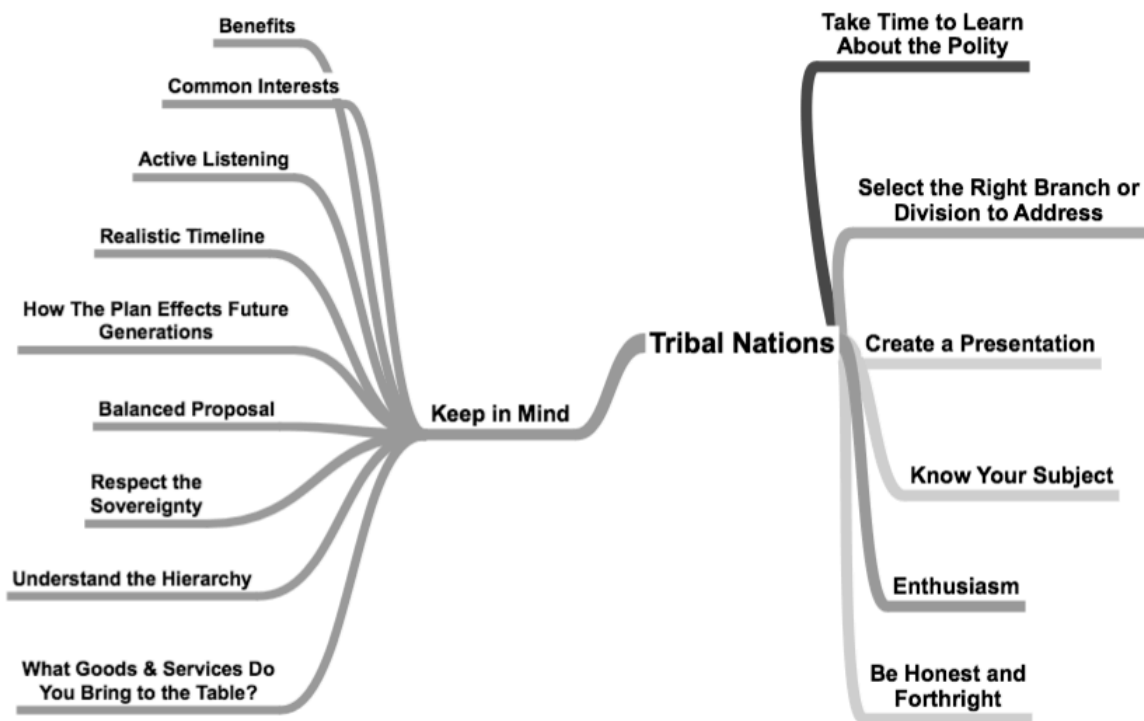 Benefits
Common Interests
Active Listening
Realistic Timeline
How The Plan Effects Future
Generations
Balanced Proposal
Respect the
Sovereignty
Understand the Hierarchy
What Goods & Services Do
You Bring to the Table?
Keep in Mind
Tribal Nations
Take Time to Learn
About the Polity
Select the Right Branch or
Division to Address
Create a Presentation
Know Your Subject
Enthusiasm
Be Honest and
Forthright